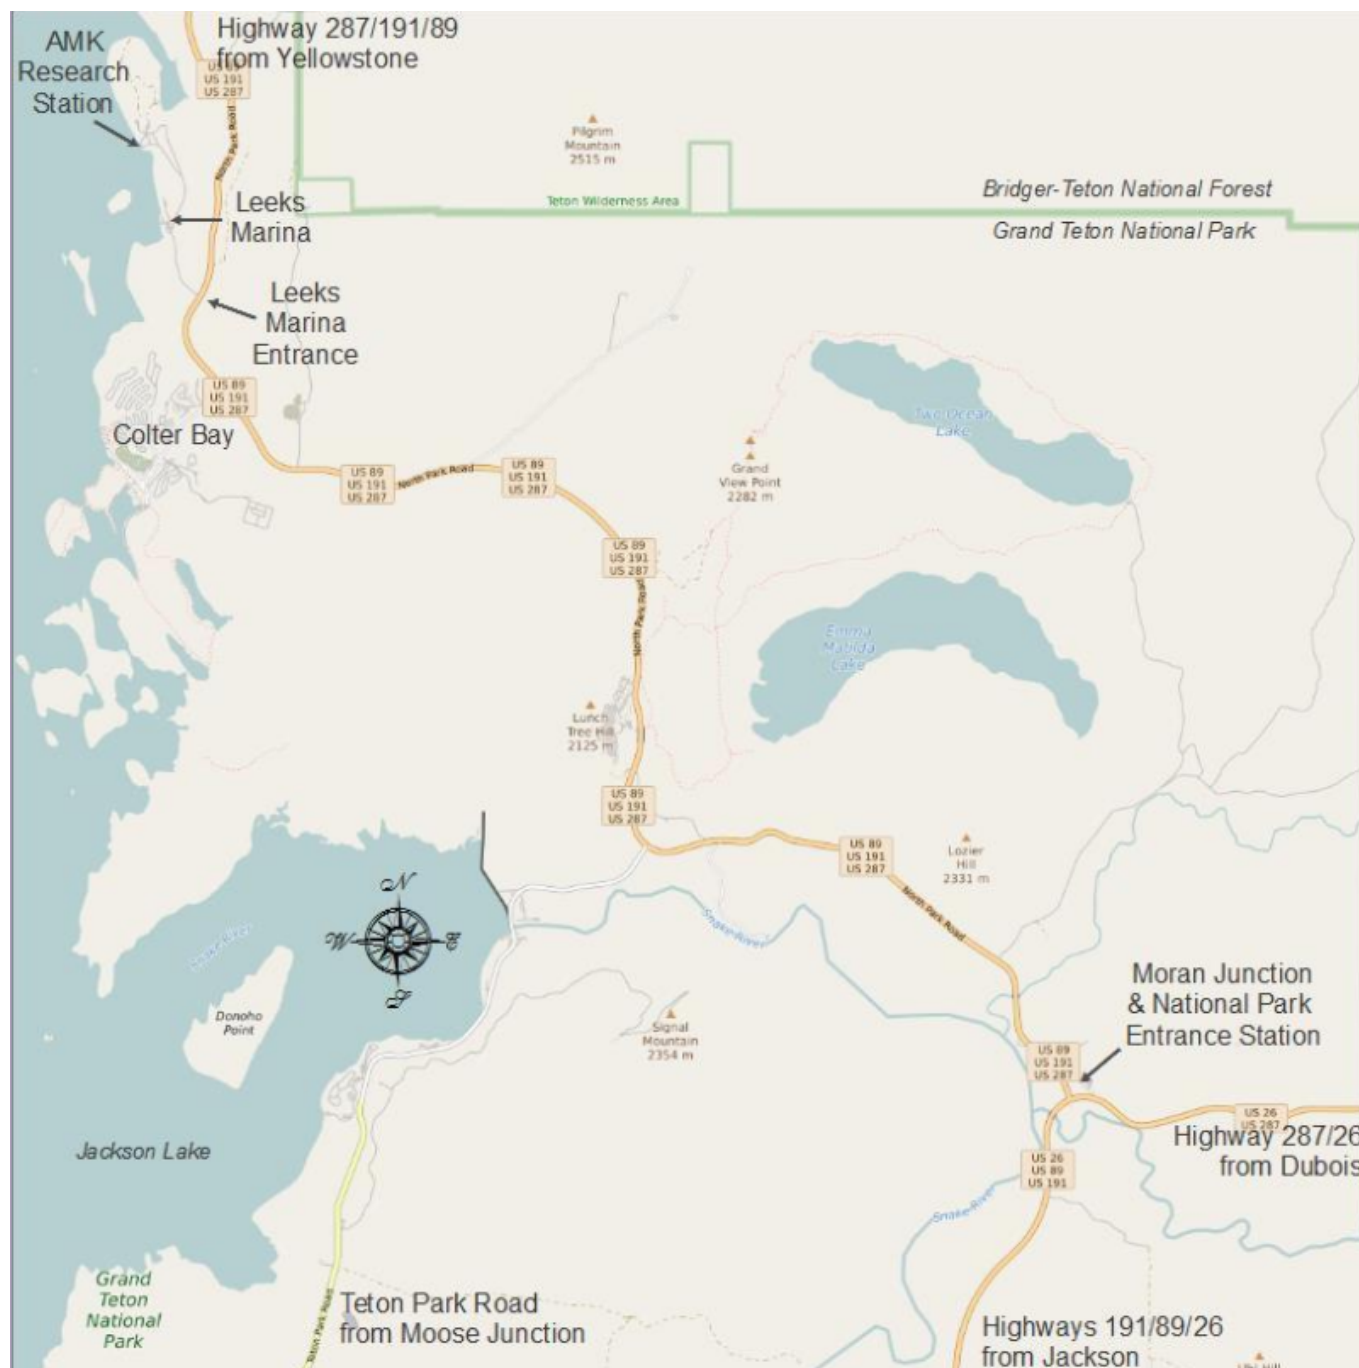 Highway 287/191/89
from Yellowstone
AMK
Research
Station
US 89
US 191
US 287
North Park Road
Pilgrim
Mountain
2515 m
Teton Wilderness Area
Bridger-Teton National Forest
Grand Teton National Park
Leeks
Marina
Leeks
Marina
Entrance
US 89
US 191
US 287
Colter Bay
US 89
US 191
US 287
North Park Road
US 89
US 191
US 287
Two Ocean
Lake
Grand
View Point
2282 m
US 89
US 191
US 287
North Park Road
Emma
Matilda
Lake
Lunch
Tree Hill
2125 m
US 89
US 191
US 287
US 89
US 191
US 287
Lozier
Hill
2331 m
North Park Road
Snake River
Snake River
N
W
E
S
Donoho
Point
Signal
Mountain
2354 m
Moran Junction
& National Park
Entrance Station
US 89
US 191
US 287
US 26
US 287
Highway 287/26
from Dubois
Jackson Lake
US 26
US 89
US 191
Snake River
Grand
Teton
National
Park
Teton Park Road
Teton Park Road
from Moose Junction
Highways 191/89/26
from Jackson